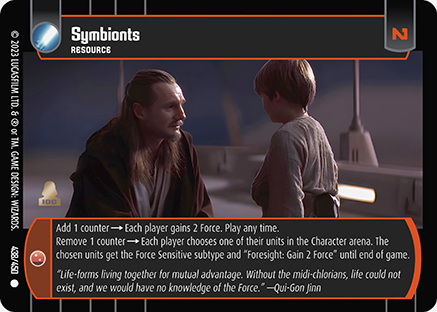 Symbionts
RESOURCE
N
© 2023 LUCASFILM LTD. & ® or TM. GAME DESIGN: WIZARDS.
IDC
Add 1 counter→Each player gains 2 Force. Play any time.
Remove 1 counter→Each player chooses one of their units in the Character arena. The
chosen units get the Force Sensitive subtype and “Foresight: Gain 2 Force” until end of game.
“Life-forms living together for mutual advantage. Without the midi-chlorians, life could not
exist, and we would have no knowledge of the Force.” —Qui-Gon Jinn